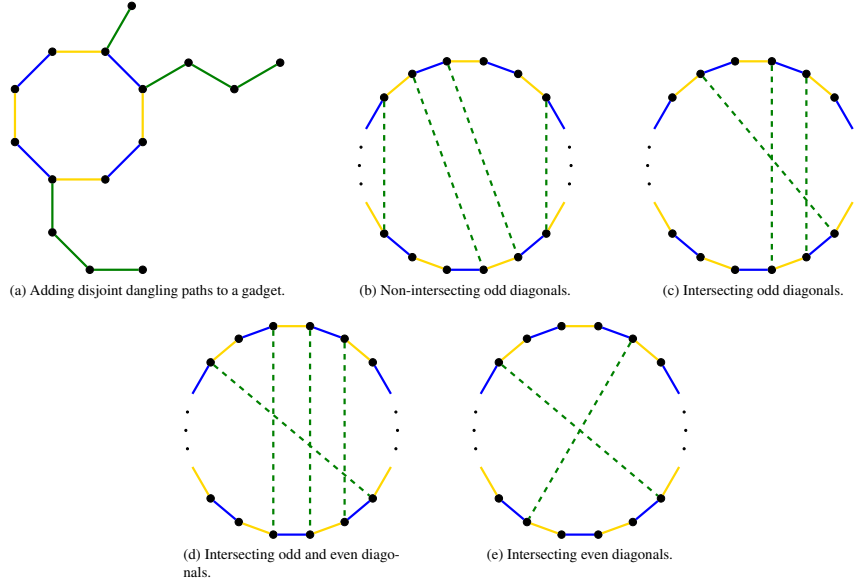 (a) Adding disjoint dangling paths to a gadget.
(b) Non-intersecting odd diagonals.
(c) Intersecting odd diagonals.
(d) Intersecting odd and even diago-
nals.
(e) Intersecting even diagonals.